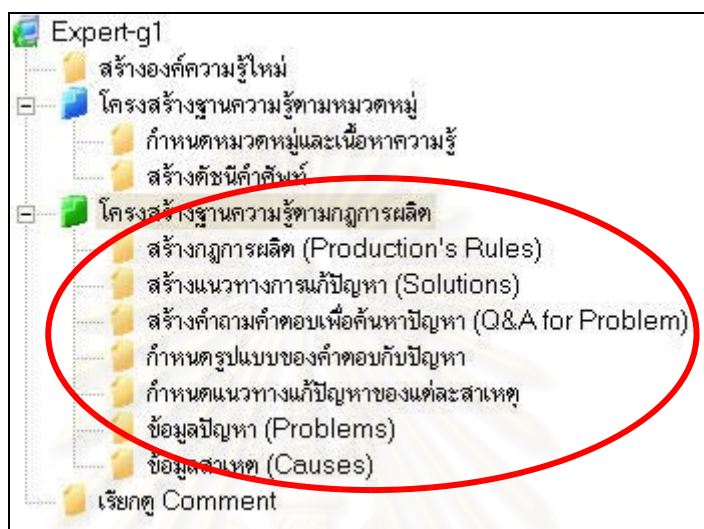 Expert-g1
สร้างองค์ความรู้ใหม่
โครงสร้างฐานความรู้ตามหมวดหมู่
กำหนดหมวดหมู่และเนื้อหาความรู้
สร้างดัชนีคำศัพท์
โครงสร้างฐานความรู้ตามกฎการผลิต
สร้างกฎการผลิต (Production's Rules)
สร้างแนวทางการแก้ปัญหา (Solutions)
สร้างคำถามคำตอบเพื่อค้นหาปัญหา (Q&A for Problem)
กำหนดรูปแบบของคำตอบกับปัญหา
กำหนดแนวทางแก้ปัญหาของแต่ละสาเหตุ
ข้อมูลปัญหา (Problems)
ข้อมูลสาเหตุ (Causes)
เรียกดู Comment